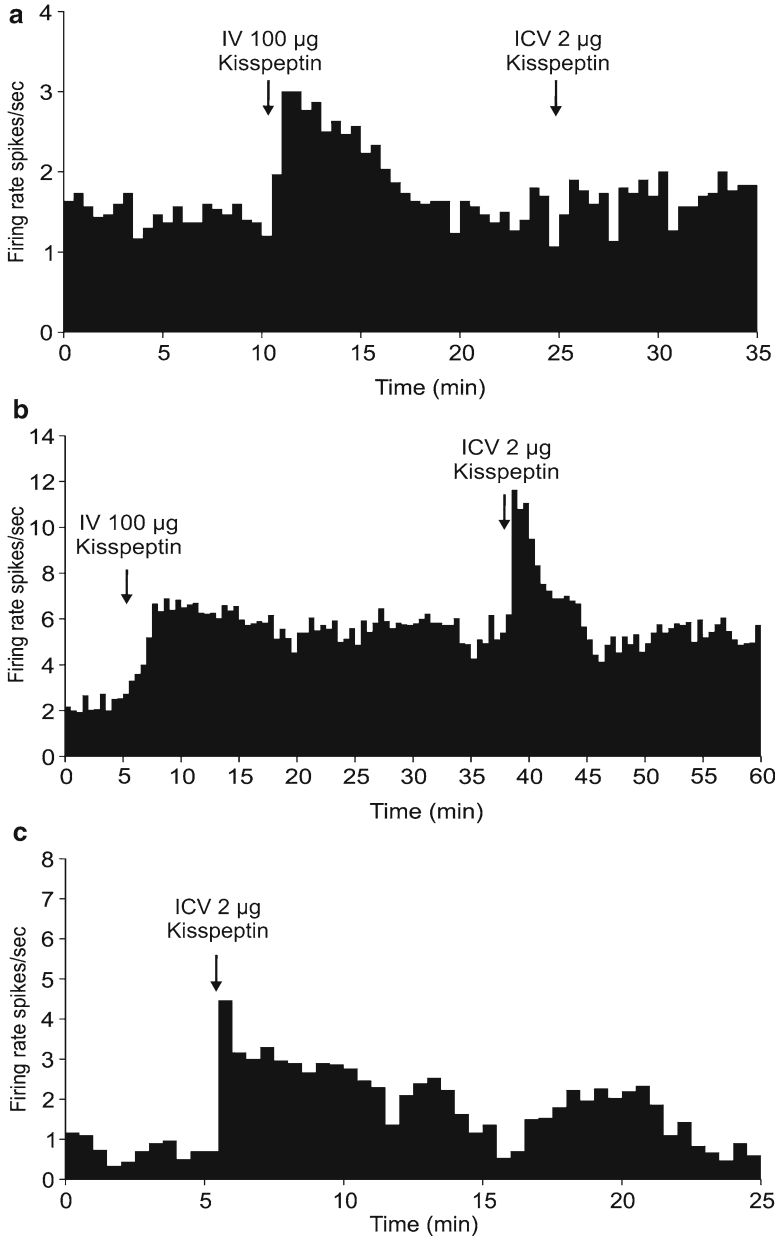 a
4
3
2
1
0
Firing rate spikes/sec
IV 100 µg
Kisspeptin
ICV 2 µg
Kisspeptin
0 5 10 15 20 25 30 35
Time (min)
b
14
12
10
8
6
4
2
0
Firing rate spikes/sec
IV 100 µg
Kisspeptin
ICV 2 µg
Kisspeptin
0 5 10 15 20 25 30 35 40 45 50 55 60
Time (min)
c
8
7
6
5
4
3
2
1
0
Firing rate spikes/sec
ICV 2 µg
Kisspeptin
0 5 10 15 20 25
Time (min)